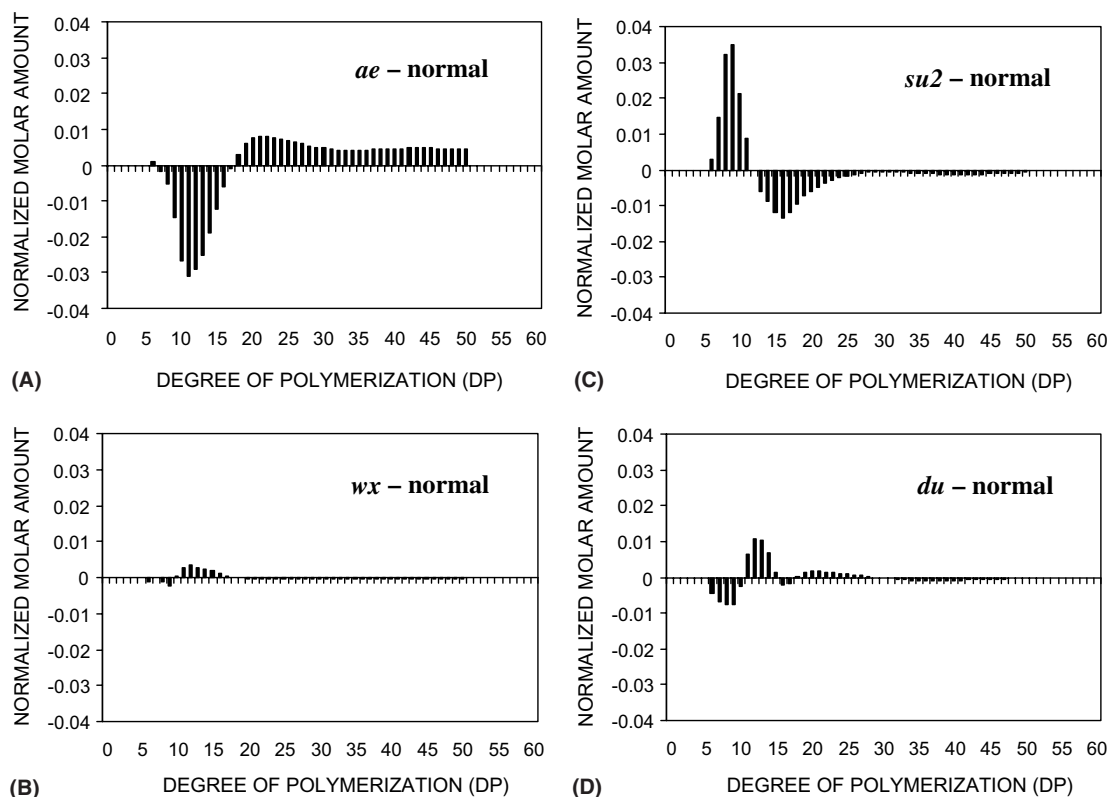 NORMALIZED MOLAR AMOUNT
0.04
0.03
0.02
0.01
0
-0.01
-0.02
-0.03
-0.04
ae – normal
0 5 10 15 20 25 30 35 40 45 50 55 60
(A)
DEGREE OF POLYMERIZATION (DP)
NORMALIZED MOLAR AMOUNT
0.04
0.03
0.02
0.01
0
-0.01
-0.02
-0.03
-0.04
su2 – normal
0 5 10 15 20 25 30 35 40 45 50 55 60
(C)
DEGREE OF POLYMERIZATION (DP)
NORMALIZED MOLAR AMOUNT
0.04
0.03
0.02
0.01
0
-0.01
-0.02
-0.03
-0.04
wx – normal
0 5 10 15 20 25 30 35 40 45 50 55 60
(B)
DEGREE OF POLYMERIZATION (DP)
NORMALIZED MOLAR AMOUNT
0.04
0.03
0.02
0.01
0
-0.01
-0.02
-0.03
-0.04
du – normal
0 5 10 15 20 25 30 35 40 45 50 55 60
(D)
DEGREE OF POLYMERIZATION (DP)